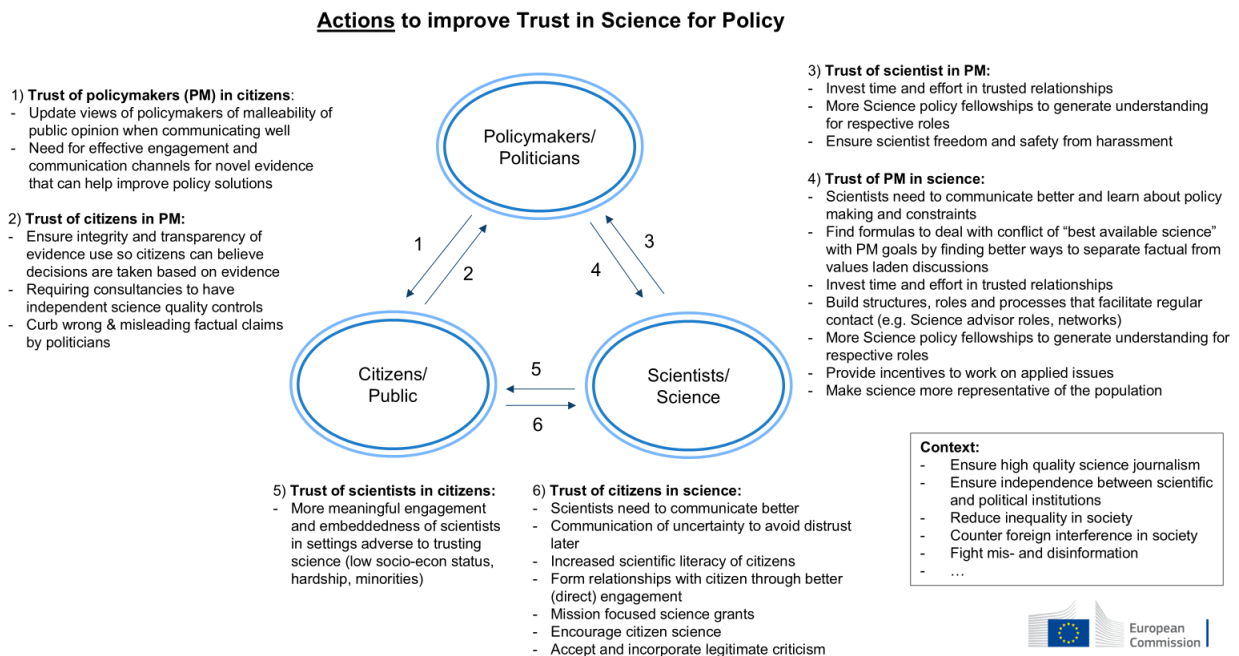 Actions to improve Trust in Science for Policy
1) Trust of policymakers (PM) in citizens:
- Update views of policymakers of malleability of
public opinion when communicating well
- Need for effective engagement and
communication channels for novel evidence
that can help improve policy solutions
2) Trust of citizens in PM:
- Ensure integrity and transparency of
evidence use so citizens can believe
decisions are taken based on evidence
- Requiring consultancies to have
independent science quality controls
- Curb wrong & misleading factual claims
by politicians
Policymakers/
Politicians
1
2
3
4
Citizens/
Public
5
6
Scientists/
Science
3) Trust of scientist in PM:
- Invest time and effort in trusted relationships
- More Science policy fellowships to generate understanding
for respective roles
- Ensure scientist freedom and safety from harassment
4) Trust of PM in science:
- Scientists need to communicate better and learn about policy
making and constraints
- Find formulas to deal with conflict of “best available science”
with PM goals by finding better ways to separate factual from
values laden discussions
- Invest time and effort in trusted relationships
- Build structures, roles and processes that facilitate regular
contact (e.g. Science advisor roles, networks)
- More Science policy fellowships to generate understanding for
respective roles
- Provide incentives to work on applied issues
- Make science more representative of the population
5) Trust of scientists in citizens:
- More meaningful engagement
and embeddedness of scientists
in settings adverse to trusting
science (low socio-econ status,
hardship, minorities)
6) Trust of citizens in science:
- Scientists need to communicate better
- Communication of uncertainty to avoid distrust
later
- Increased scientific literacy of citizens
- Form relationships with citizen through better
(direct) engagement
- Mission focused science grants
- Encourage citizen science
- Accept and incorporate legitimate criticism
Context:
- Ensure high quality science journalism
- Ensure independence between scientific
and political institutions
- Reduce inequality in society
- Counter foreign interference in society
- Fight mis- and disinformation
- …
European
Commission